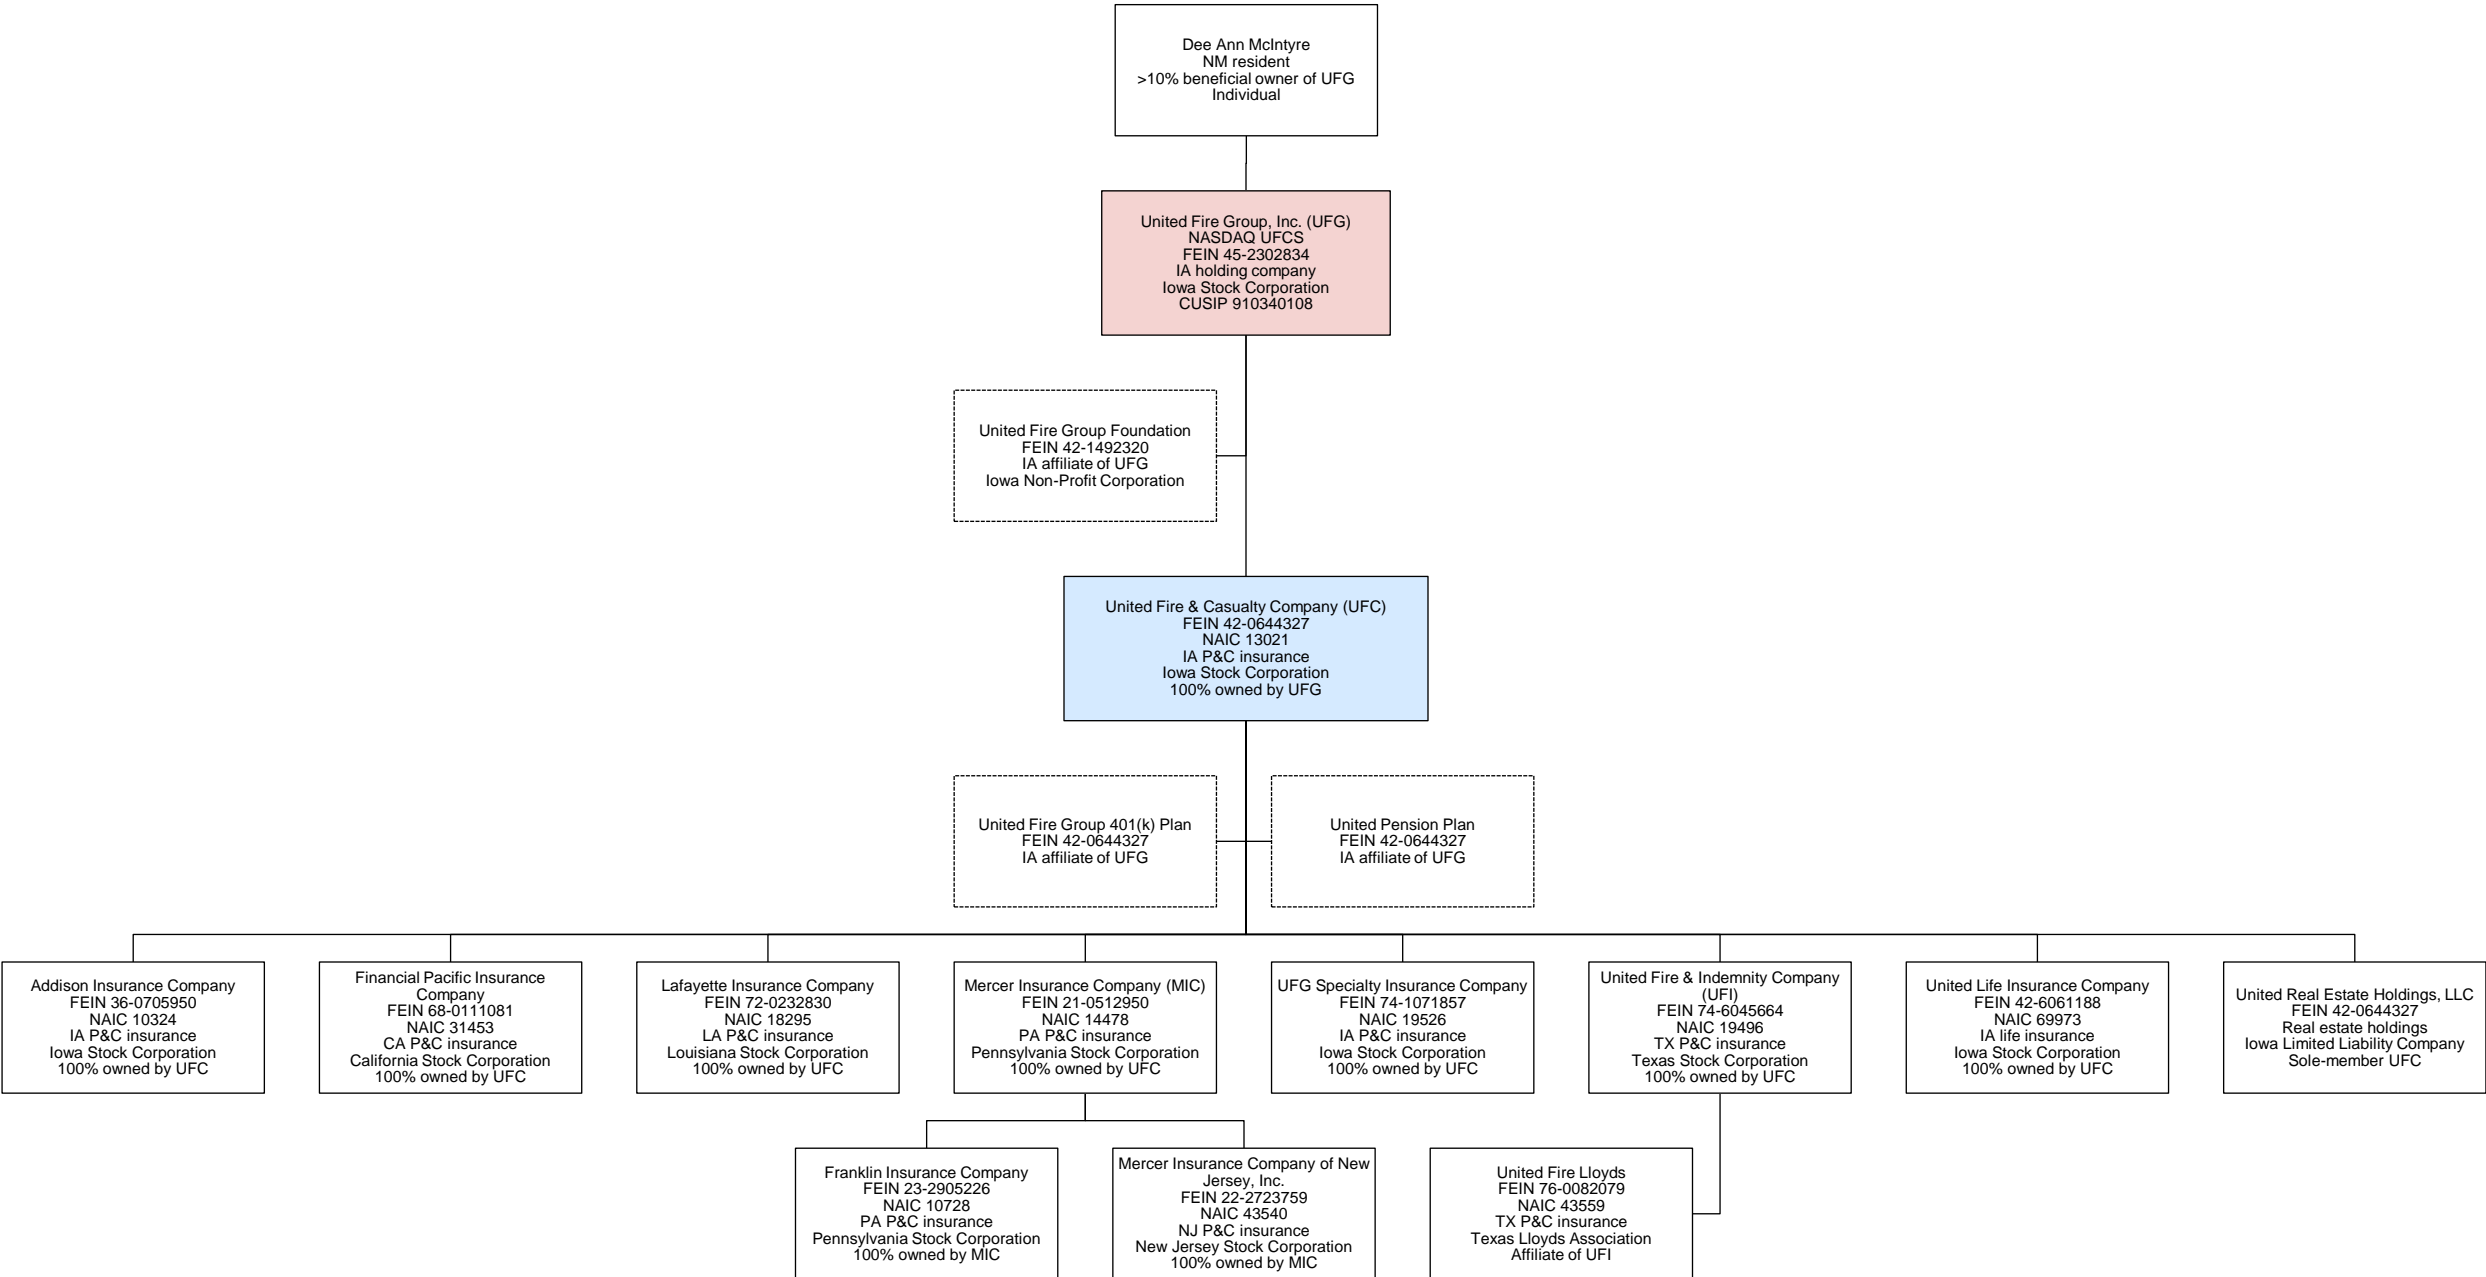 Dee Ann McIntyre
NM resident
>10% beneficial owner of UFG
Individual
United Fire Group, Inc. (UFG)
NASDAQ UFCS
FEIN 45-2302834
IA holding company
Iowa Stock Corporation
CUSIP 910340108
United Fire Group Foundation
FEIN 42-1492320
IA affiliate of UFG
Iowa Non-Profit Corporation
United Fire & Casualty Company (UFC)
FEIN 42-0644327
NAIC 13021
IA P&C insurance
Iowa Stock Corporation
100% owned by UFG
United Fire Group 401(k) Plan
FEIN 42-0644327
IA affiliate of UFG
United Pension Plan
FEIN 42-0644327
IA affiliate of UFG
Addison Insurance Company
FEIN 36-0705950
NAIC 10324
IA P&C insurance
Iowa Stock Corporation
100% owned by UFC
Financial Pacific Insurance
Company
FEIN 68-0111081
NAIC 31453
CA P&C insurance
California Stock Corporation
100% owned by UFC
Lafayette Insurance Company
FEIN 72-0232830
NAIC 18295
LA P&C insurance
Louisiana Stock Corporation
100% owned by UFC
Mercer Insurance Company (MIC)
FEIN 21-0512950
NAIC 14478
PA P&C insurance
Pennsylvania Stock Corporation
100% owned by UFC
UFG Specialty Insurance Company
FEIN 74-1071857
NAIC 19526
IA P&C insurance
Iowa Stock Corporation
100% owned by UFC
United Fire & Indemnity Company
(UFI)
FEIN 74-6045664
NAIC 19496
TX P&C insurance
Texas Stock Corporation
100% owned by UFC
United Life Insurance Company
FEIN 42-6061188
NAIC 69973
IA life insurance
Iowa Stock Corporation
100% owned by UFC
United Real Estate Holdings, LLC
FEIN 42-0644327
Real estate holdings
Iowa Limited Liability Company
Sole-member UFC
Franklin Insurance Company
FEIN 23-2905226
NAIC 10728
PA P&C insurance
Pennsylvania Stock Corporation
100% owned by MIC
Mercer Insurance Company of New
Jersey, Inc.
FEIN 22-2723759
NAIC 43540
NJ P&C insurance
New Jersey Stock Corporation
100% owned by MIC
United Fire Lloyds
FEIN 76-0082079
NAIC 43559
TX P&C insurance
Texas Lloyds Association
Affiliate of UFI